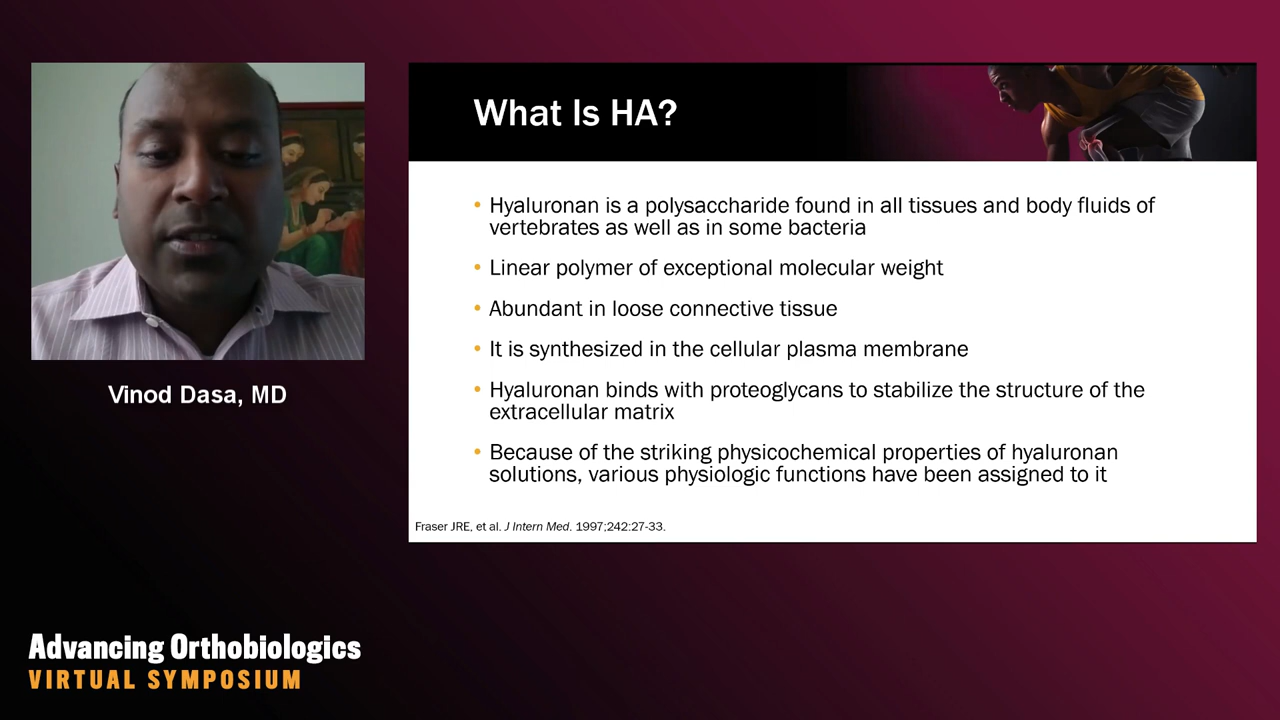 What Is HA?
• Hyaluronan is a polysaccharide found in all tissues and body fluids of
vertebrates as well as in some bacteria
• Linear polymer of exceptional molecular weight
• Abundant in loose connective tissue
• It is synthesized in the cellular plasma membrane
• Hyaluronan binds with proteoglycans to stabilize the structure of the
extracellular matrix
• Because of the striking physicochemical properties of hyaluronan
solutions, various physiologic functions have been assigned to it
Fraser JRE, et al. J Intern Med. 1997;242:27-33.
Vinod Dasa, MD
Advancing Orthobiologics
VIRTUAL SYMPOSIUM